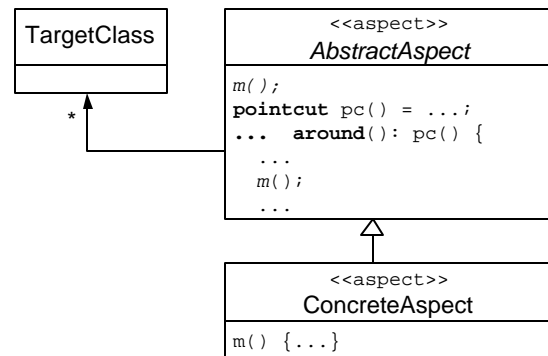 TargetClass
*
<<aspect>>
AbstractAspect
m();
pointcut pc() = ...;
... around(): pc() {
...
m();
...
<<aspect>>
ConcreteAspect
m() {...}